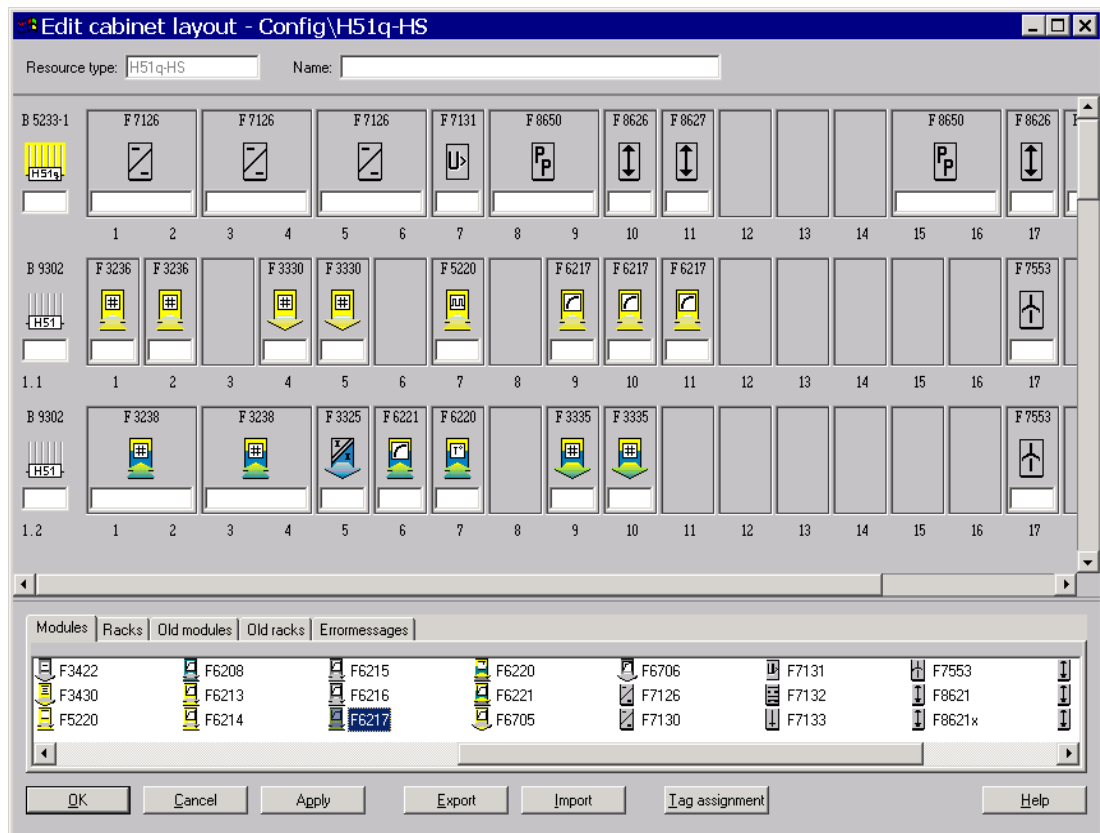 Edit cabinet layout - Config\H51q-HS
Resource type: H51q-HS Name:
B 5233-1 F 7126 F 7126 F 7126 F 7131 F 8650 F 8626 F 8627 F 8650 F 8626
P P P P
U>
H51q
1 2 3 4 5 6 7 8 9 10 11 12 13 14 15 16 17
B 9302 F 3236 F 3236 F 3330 F 3330 F 5220 F 6217 F 6217 F 6217 F 7553
H51
1.1 1 2 3 4 5 6 7 8 9 10 11 12 13 14 15 16 17
B 9302 F 3238 F 3238 F 3325 F 6221 F 6220 F 3335 F 3335 F 7553
H51
1.2 1 2 3 4 5 6 7 8 9 10 11 12 13 14 15 16 17
Modules Racks Old modules Old racks Errormessages
F3422 F6208 F6215 F6220 F6706 F7131 F7553
F3430 F6213 F6216 F6221 F7126 F7132 F8621
F5220 F6214 F6217 F6705 F7130 F7133 F8621x
OK Cancel Apply Export Import Tag assignment Help